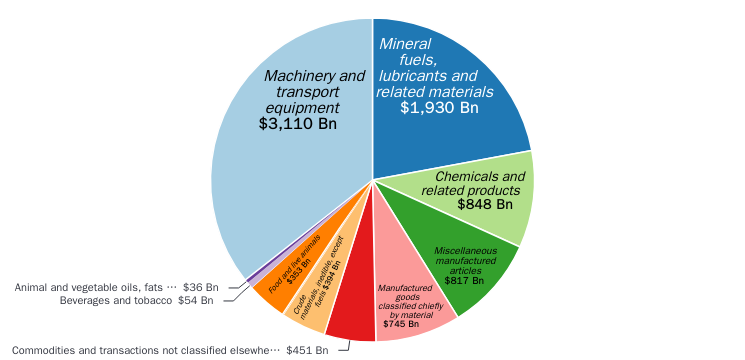 Machinery and
transport
equipment
$3,110 Bn
Mineral
fuels,
lubricants and
related materials
$1,930 Bn
Chemicals and
related products
$848 Bn
Miscellaneous
manufactured
articles
$817 Bn
Manufactured
goods
classified chiefly
by material
$745 Bn
Commodities and transactions not classified elsewhe⋯ $451 Bn
Crude
materials, inedible, except
fuels $394 Bn
Food and live animals
$353 Bn
Beverages and tobacco $54 Bn
Animal and vegetable oils, fats ⋯ $36 Bn